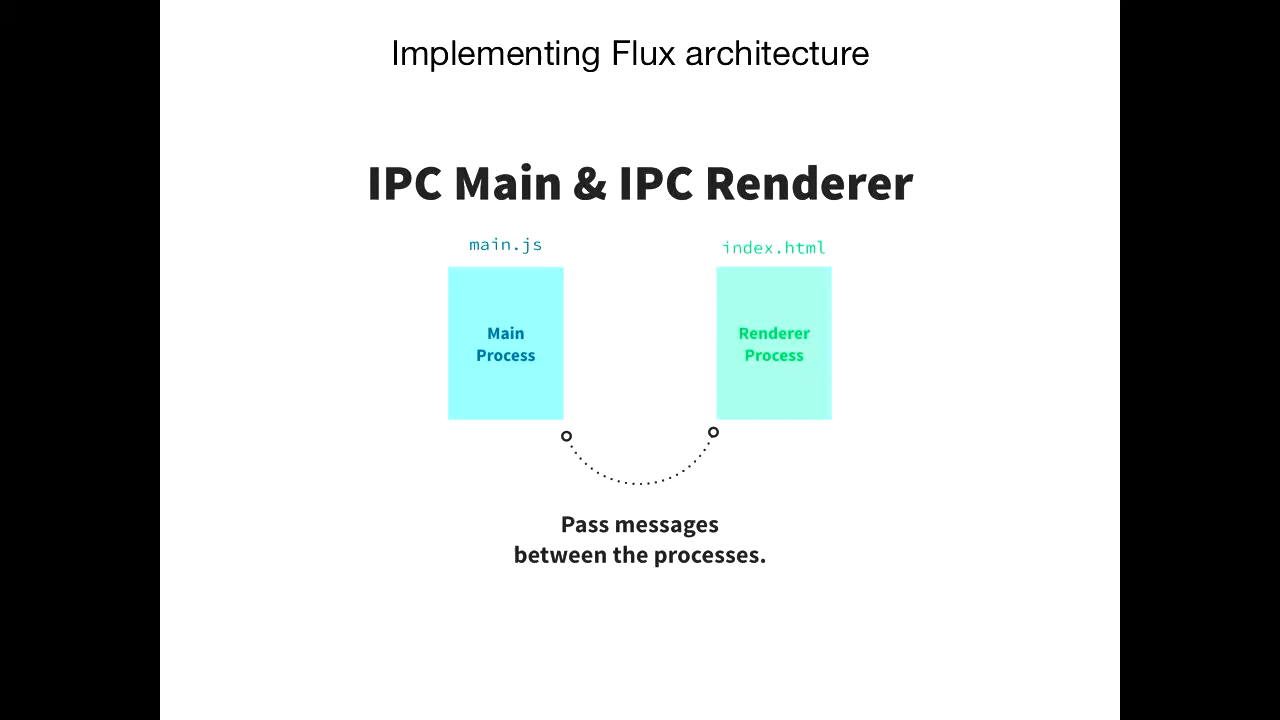 Implementing Flux architecture
IPC Main & IPC Renderer
main.js
index.html
Main
Process
Renderer
Process
Pass messages
between the processes.